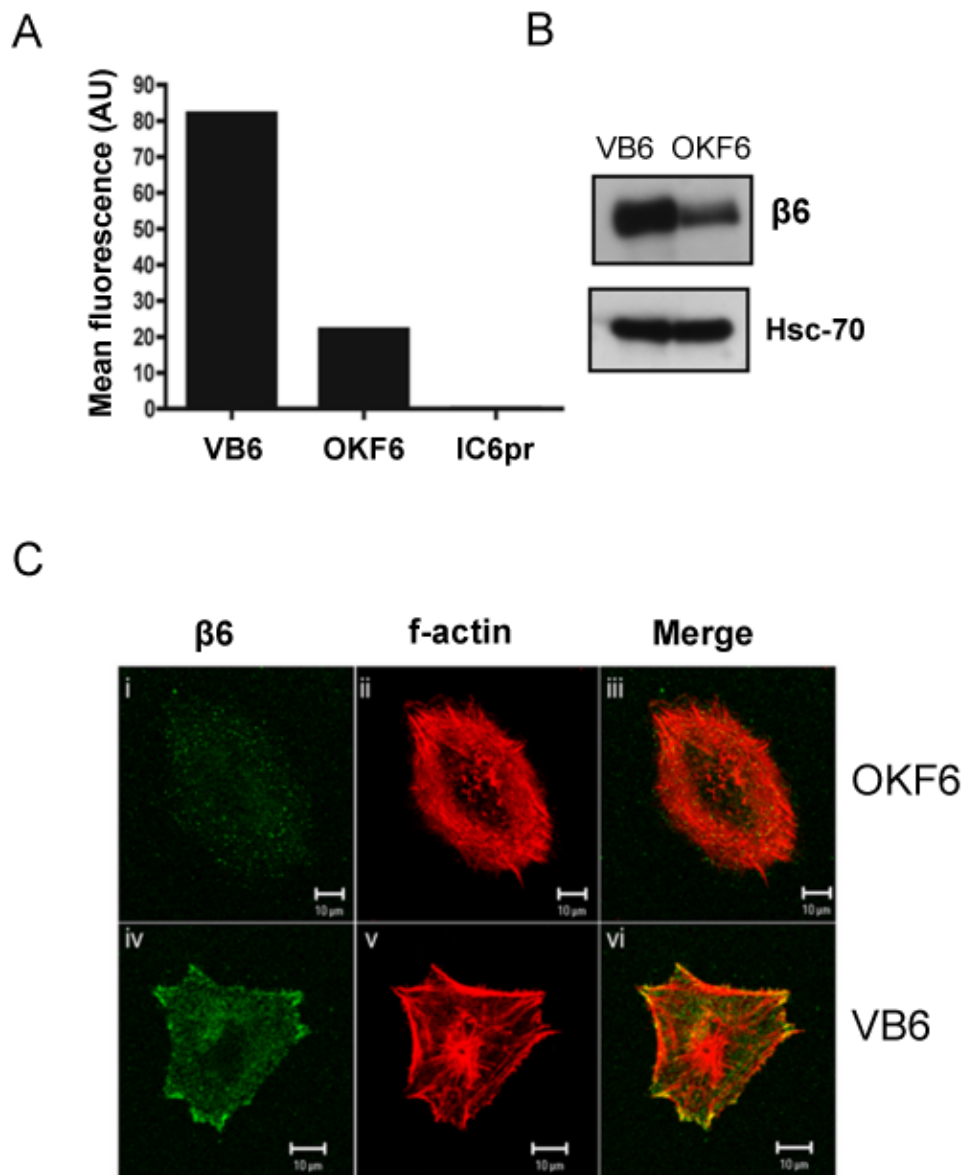 A
Mean fluorescence (AU)
90
80
70
60
50
40
30
20
10
0
VB6 OKF6 IC6pr
B
VB6 OKF6
β6
Hsc-70
C
β6 f-actin Merge
i ii iii
10 µm 10 µm 10 µm
OKF6
iv v vi
10 µm 10 µm 10 µm
VB6